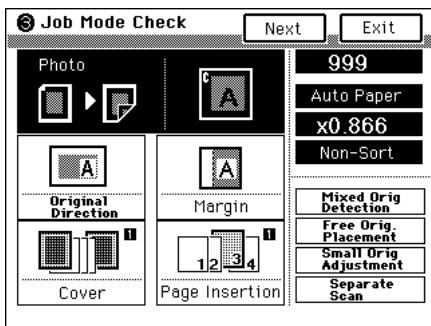 3 Job Mode Check
Next
Exit
Photo
C
A
999
Auto Paper
x0.866
Non-Sort
A
Original
Direction
A
Margin
1
Cover
1
1 2 3 4
Page Insertion
Mixed Orig
Detection
Free Orig.
Placement
Small Orig
Adjustment
Separate
Scan